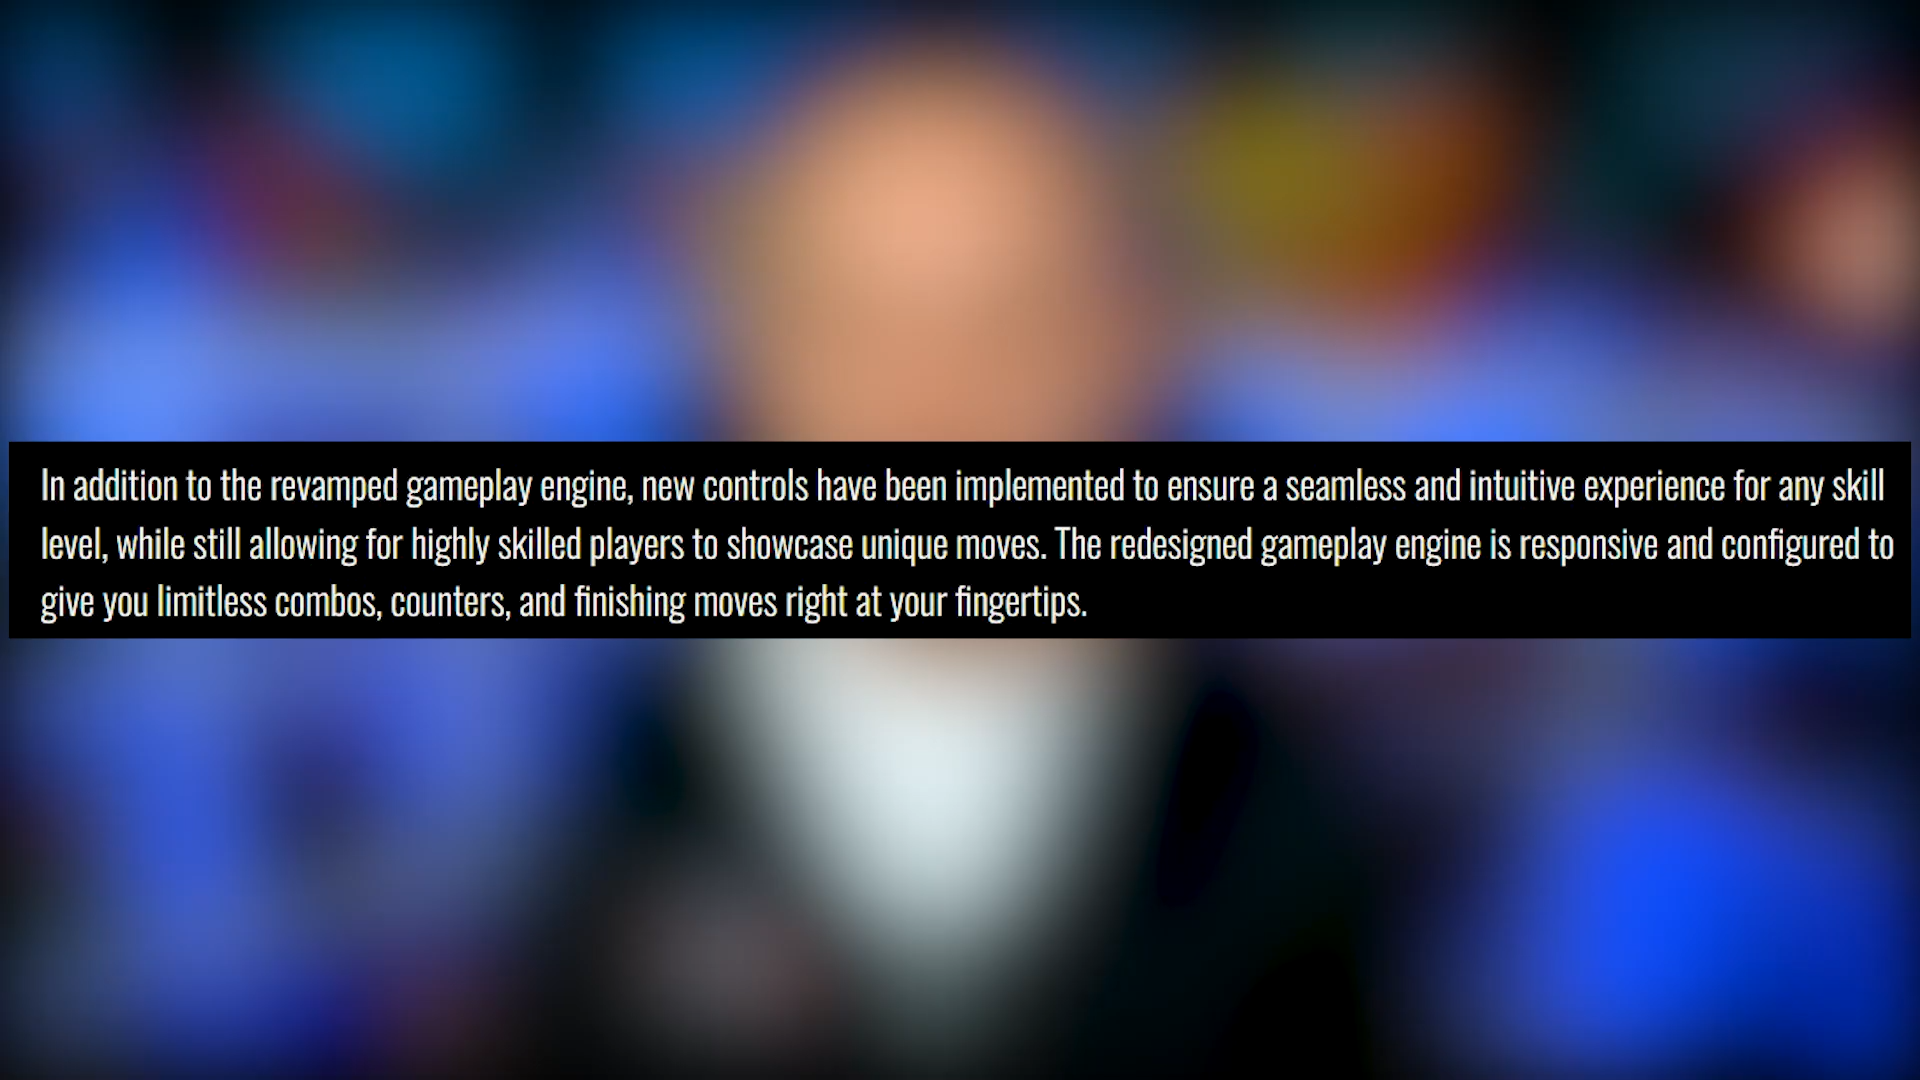 In addition to the revamped gameplay engine, new controls have been implemented to ensure a seamless and intuitive experience for any skill
level, while still allowing for highly skilled players to showcase unique moves. The redesigned gameplay engine is responsive and configured to
give you limitless combos, counters, and finishing moves right at your fingertips.